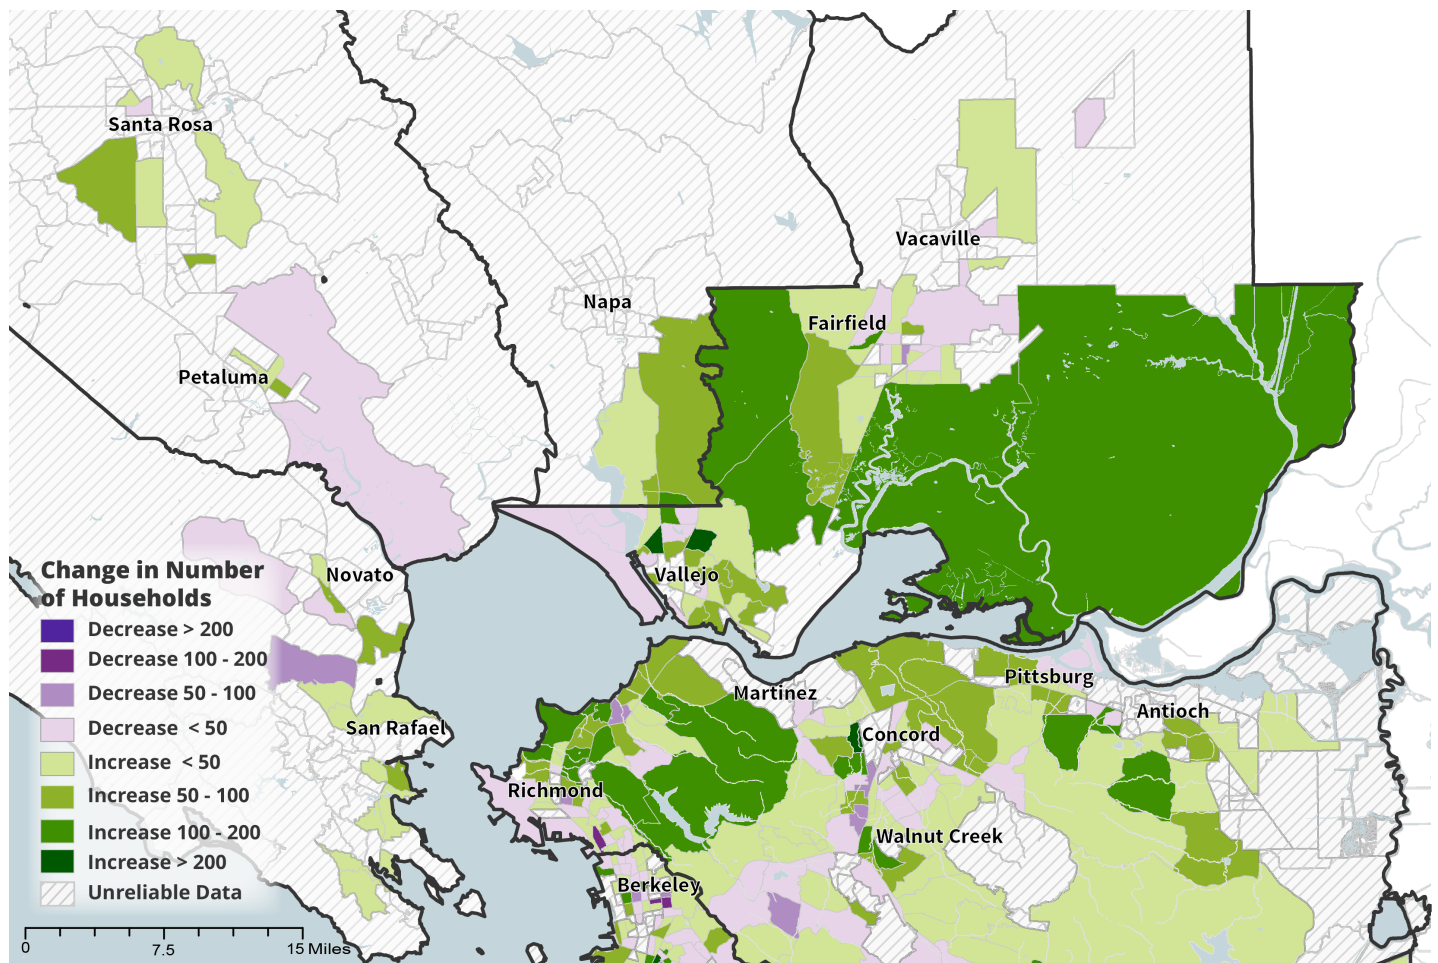 Santa Rosa
Vacaville
Napa
Fairfield
Petaluma
Novato
Vallejo
Change in Number
of Households
Decrease > 200
Decrease 100 - 200
Decrease 50 - 100
Decrease < 50
Increase < 50
Increase 50 - 100
Increase 100 - 200
Increase > 200
Unreliable Data
Pittsburg
Martinez
Antioch
San Rafael
Concord
Richmond
Walnut Creek
Berkeley
0 7.5 15 Miles